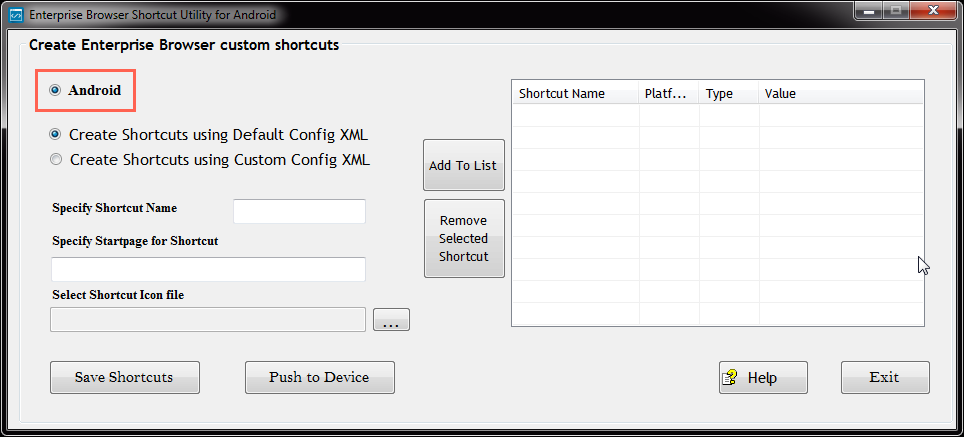 Enterprise Browser Shortcut Utility for Android
Create Enterprise Browser custom shortcuts
Android
Create Shortcuts using Default Config XML
Create Shortcuts using Custom Config XML
Specify Shortcut Name
Specify Startpage for Shortcut
Select Shortcut Icon file
...
Add To List
Remove
Selected
Shortcut
Shortcut Name Platf... Type Value
Save Shortcuts
Push to Device
Help
Exit